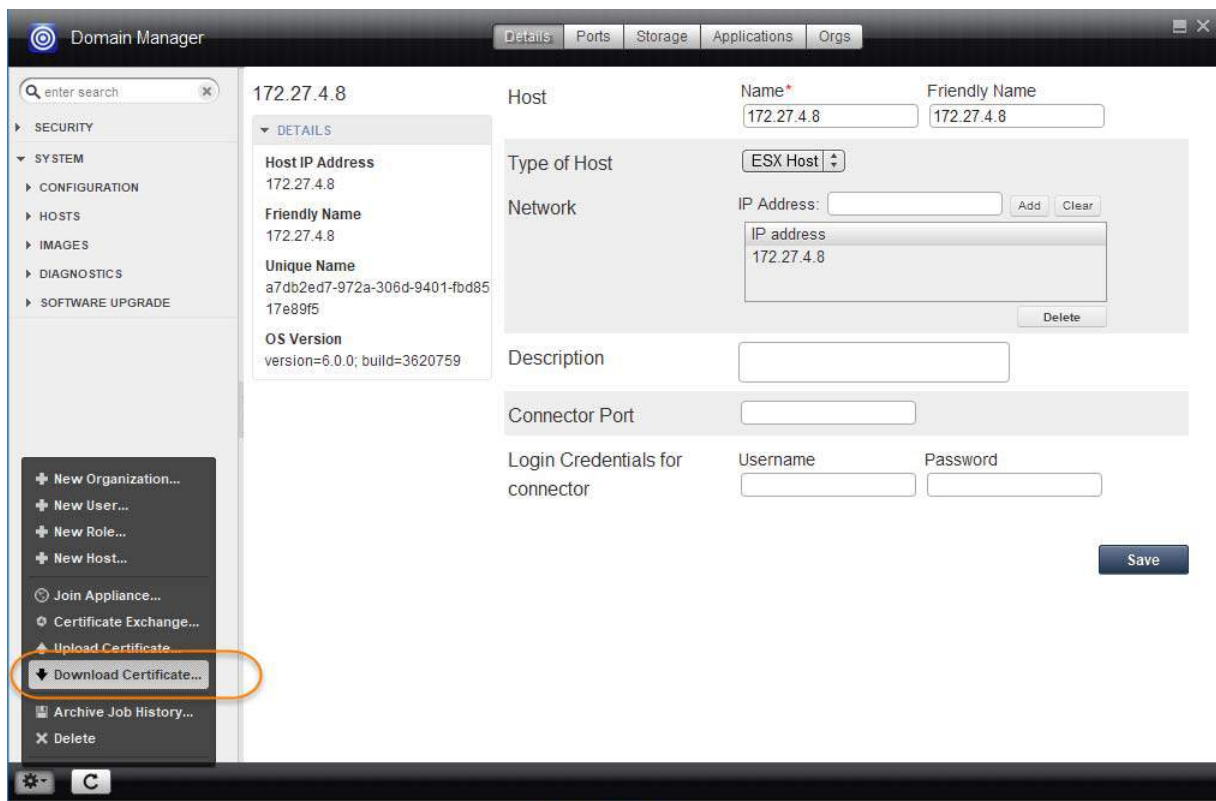 Domain Manager
Details Ports Storage Applications Orgs
enter search
SECURITY
SYSTEM
CONFIGURATION
HOSTS
IMAGES
DIAGNOSTICS
SOFTWARE UPGRADE
172.27.4.8
DETAILS
Host IP Address
172.27.4.8
Friendly Name
172.27.4.8
Unique Name
a7db2ed7-972a-306d-9401-fbd85
17e89f5
OS Version
version=6.0.0; build=3620759
Host
Name* Friendly Name
172.27.4.8 172.27.4.8
Type of Host ESX Host
Network IP Address: Add Clear
IP address
172.27.4.8
Delete
Description
Connector Port
Login Credentials for
connector
Username Password
Save
New Organization...
New User...
New Role...
New Host...
Join Appliance...
Certificate Exchange...
Upload Certificate...
Download Certificate...
Archive Job History...
Delete